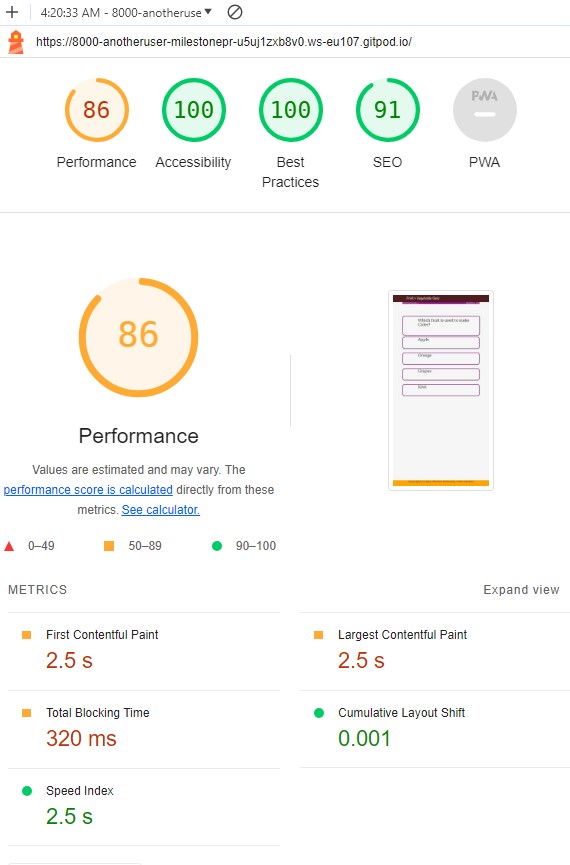 4:20:33 AM - 8000-anotheruse
https://8000-anotheruser-milestonepr-u5uj1zxb8v0.ws-eu107.gitpod.io/
86 100 100 91 PWA
Performance Accessibility Best Practices SEO PWA
86
Performance
Values are estimated and may vary. The
performance score is calculated directly from these
metrics. See calculator.
0–49 50–89 90–100
Which fruit is used to make
Cider?
Apple
Orange
Grapes
Kiwi
METRICS Expand view
First Contentful Paint
2.5 s
Largest Contentful Paint
2.5 s
Total Blocking Time
320 ms
Cumulative Layout Shift
0.001
Speed Index
2.5 s